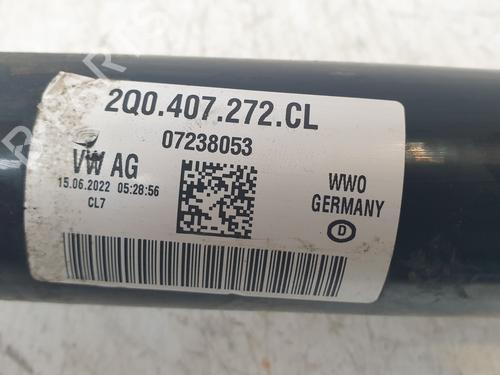 2Q0.407.272.CL
07238053
VW AG
15.06.2022 05:28:56
CL7
WWO
GERMANY
D